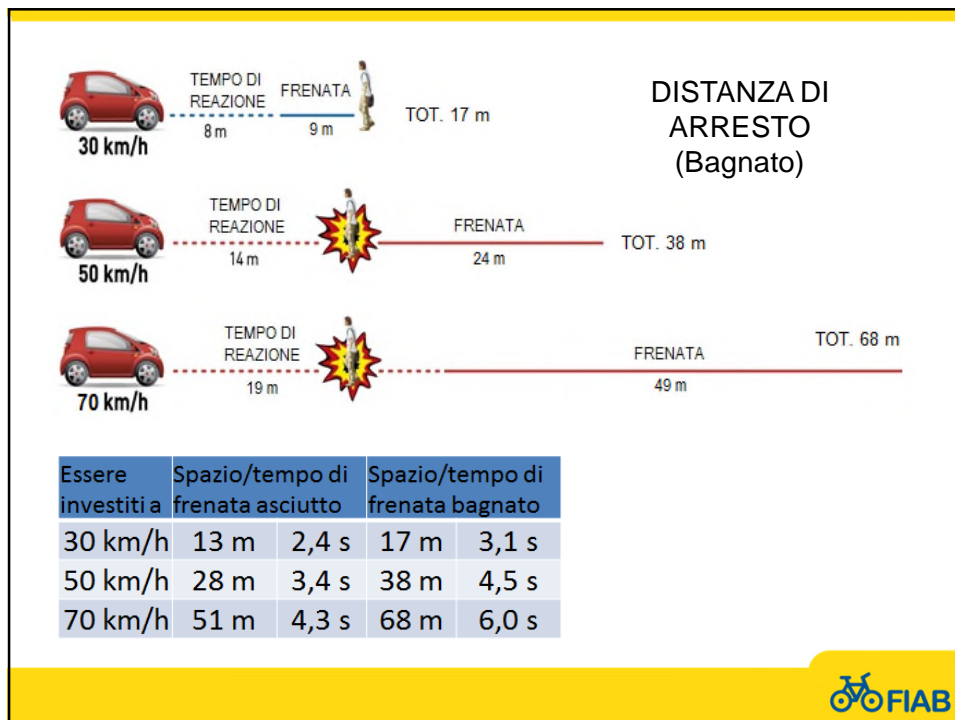 DISTANZA DI
ARRESTO
(Bagnato)
TEMPO DI
REAZIONE
FRENATA
8 m
9 m
TOT. 17 m
30 km/h
TEMPO DI
REAZIONE
FRENATA
14 m
24 m
TOT. 38 m
50 km/h
TEMPO DI
REAZIONE
FRENATA
19 m
49 m
TOT. 68 m
70 km/h
Essere investiti a
Spazio/tempo di frenata asciutto
Spazio/tempo di frenata bagnato
30 km/h 13 m 2,4 s 17 m 3,1 s
50 km/h 28 m 3,4 s 38 m 4,5 s
70 km/h 51 m 4,3 s 68 m 6,0 s
FIAB